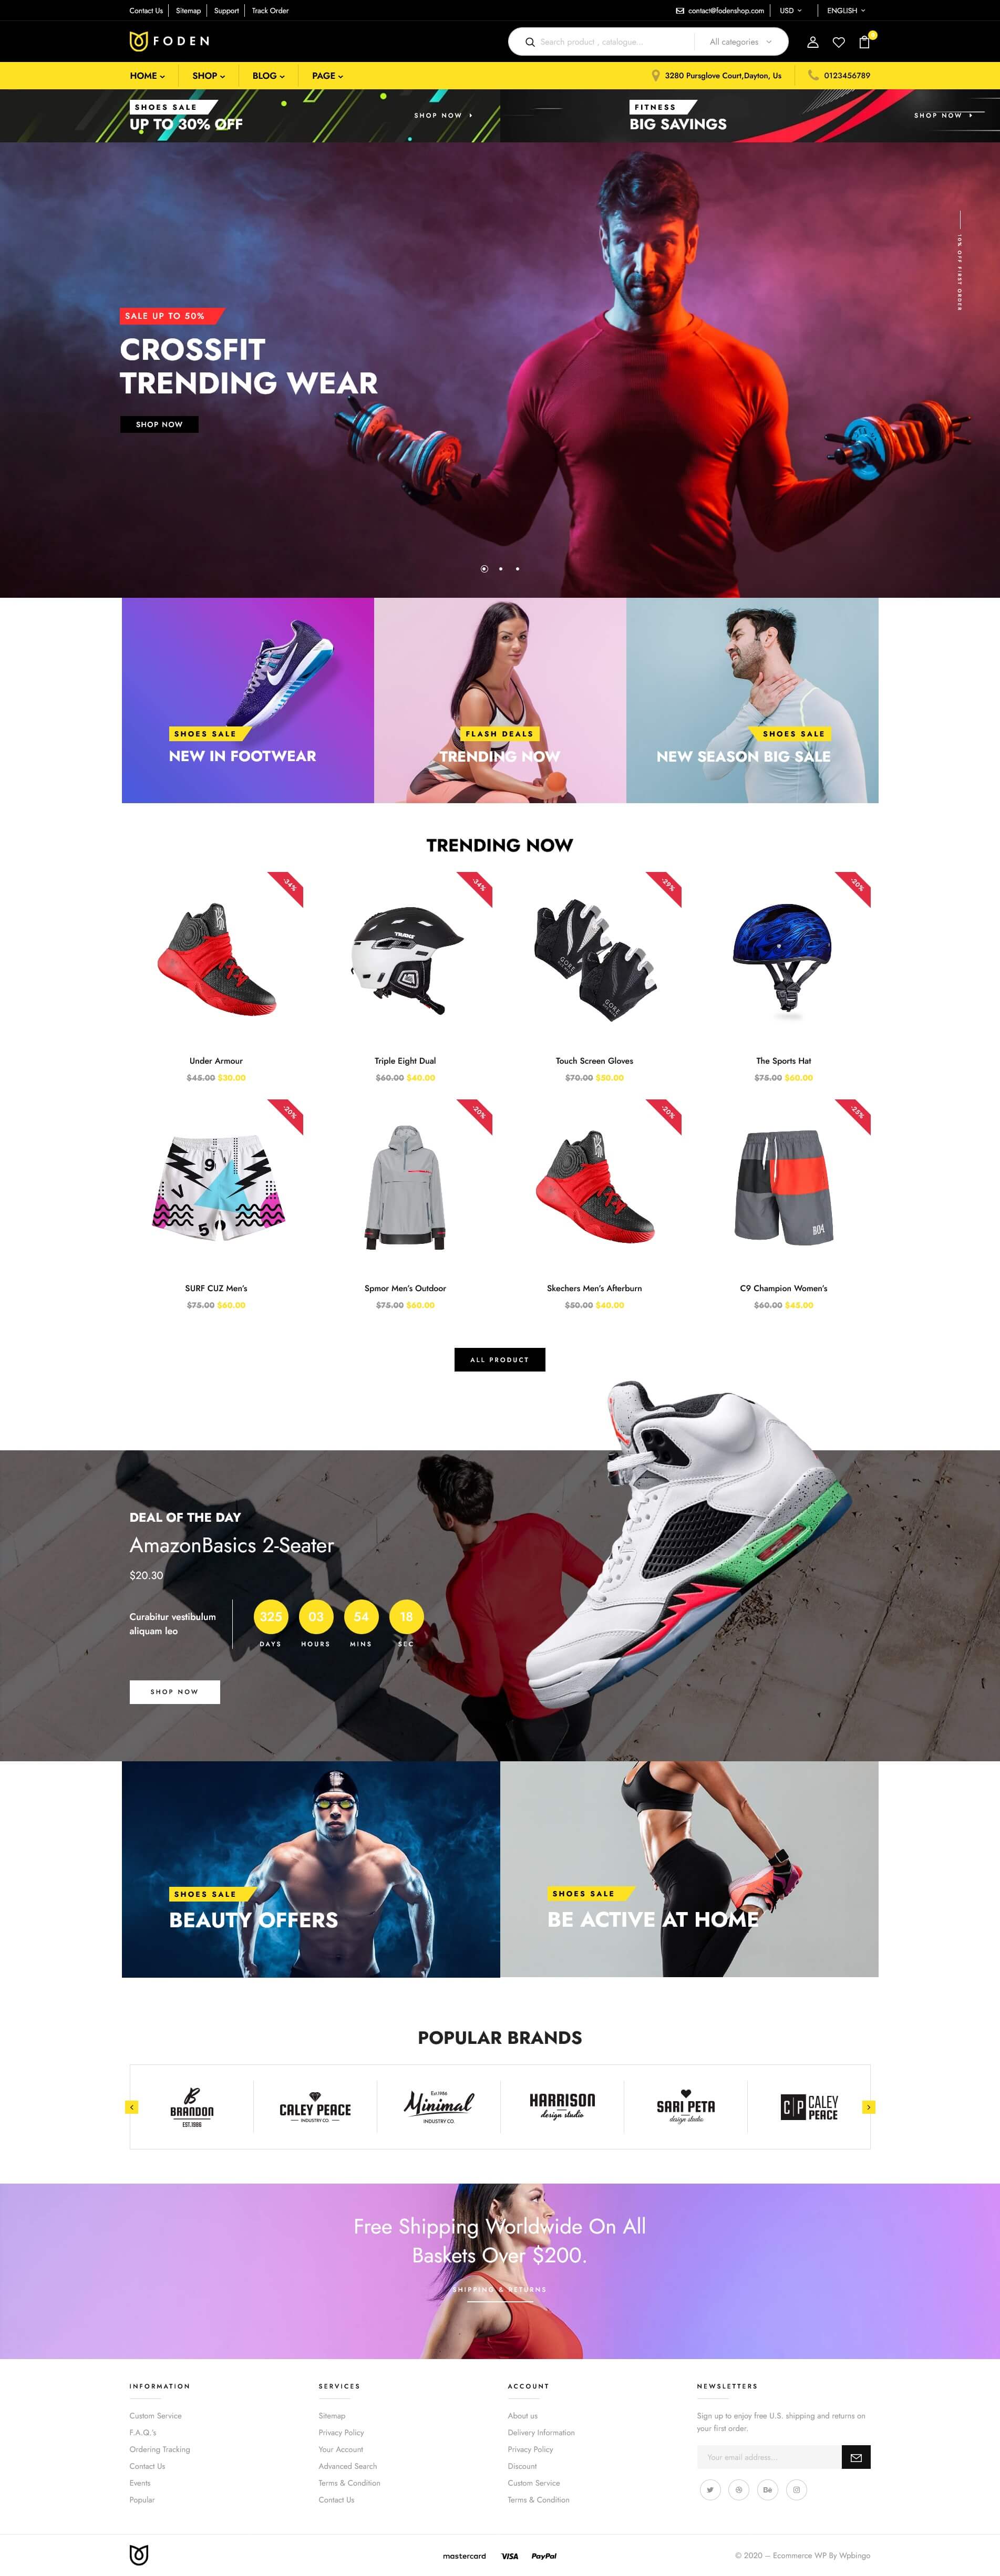 Contact Us Sitemap Support Track Order
contact@fodenshop.com USD ENGLISH
FODEN
Search product , catalogue... All categories
HOME SHOP BLOG PAGE
3280 Pursglove Court,Dayton, Us 0123456789
SHOES SALE
UP TO 30% OFF
SHOP NOW
FITNESS
BIG SAVINGS
SHOP NOW
10% OFF FIRST ORDER
SALE UP TO 50%
CROSSFIT
TRENDING WEAR
SHOP NOW
SHOES SALE
NEW IN FOOTWEAR
FLASH DEALS
TRENDING NOW
SHOES SALE
NEW SEASON BIG SALE
TRENDING NOW
-34% -34% -29% -20%
GORE
GORE
Under Armour Triple Eight Dual Touch Screen Gloves The Sports Hat
$45.00 $30.00 $60.00 $40.00 $70.00 $50.00 $75.00 $60.00
-20% -20% -20% -25%
SURF CUZ Men's Spmor Men's Outdoor Skechers Men's Afterburn C9 Champion Women's
$75.00 $60.00 $75.00 $60.00 $50.00 $40.00 $60.00 $45.00
ALL PRODUCT
DEAL OF THE DAY
AmazonBasics 2-Seater
$20.30
Curabitur vestibulum
aliquam leo
325 03 54 18
DAYS HOURS MINS SEC
SHOP NOW
SHOES SALE
BEAUTY OFFERS
SHOES SALE
BE ACTIVE AT HOME
POPULAR BRANDS
B
BRANDON
EST.1986
CALEY PEACE
INDUSTRY CO.
Est.1986
Minimal
INDUSTRY CO.
HARRISON
design studio
SARI PETA
design studio
C|P CALEY
PEACE
Free Shipping Worldwide On All
Baskets Over $200.
SHIPPING & RETURNS
INFORMATION
Custom Service
F.A.Q.'s
Ordering Tracking
Contact Us
Events
Popular
SERVICES
Sitemap
Privacy Policy
Your Account
Advanced Search
Terms & Condition
Contact Us
ACCOUNT
About us
Delivery Information
Privacy Policy
Discount
Custom Service
Terms & Condition
NEWSLETTERS
Sign up to enjoy free U.S. shipping and returns on
your first order.
Your email address...
Bē
mastercard VISA PayPal
© 2020 – Ecommerce WP By Wpbingo